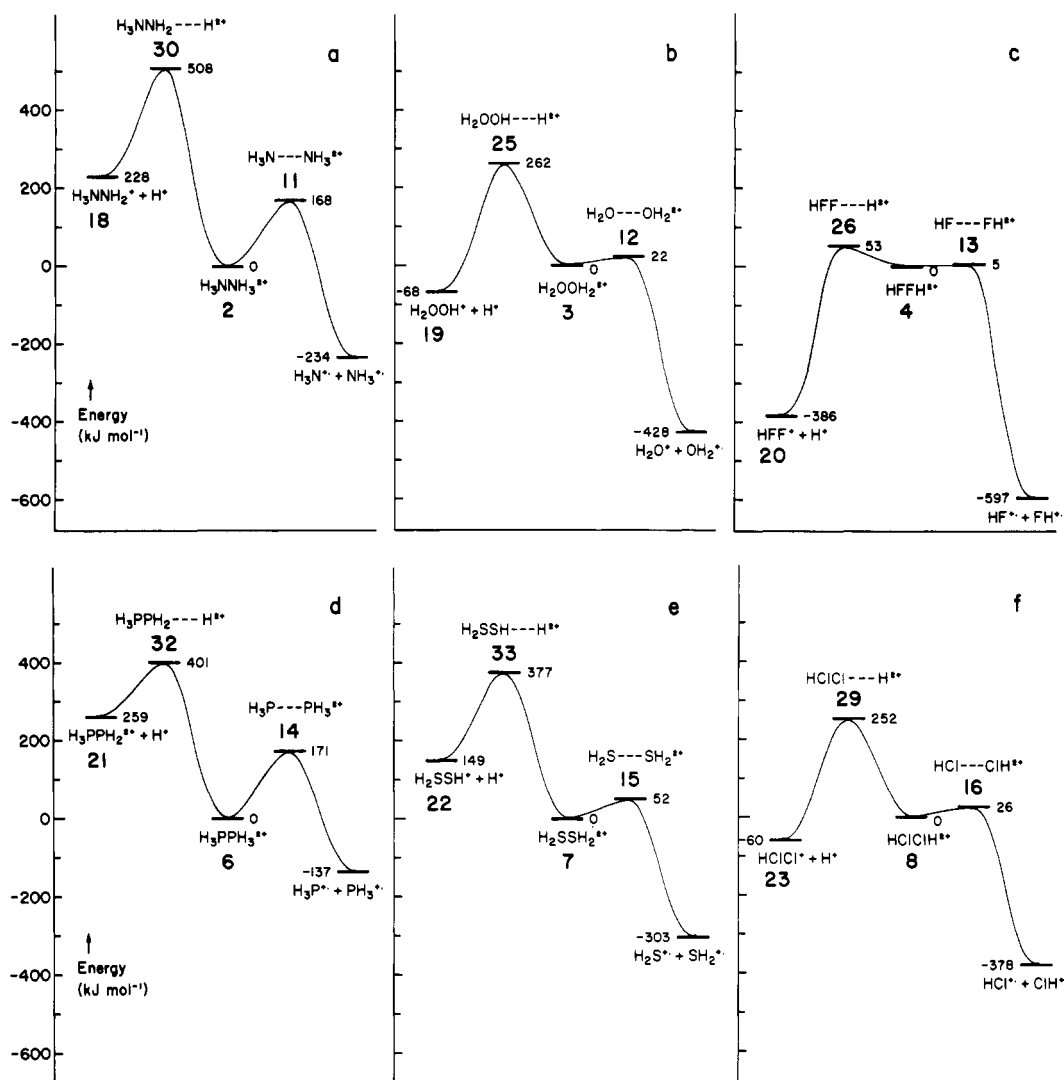 a
H₃NNH₂---H²⁺
30
508
H₃N---NH₃²⁺
11
168
228
H₃NNH₂⁺ + H⁺
18
0
H₃NNH₃²⁺
2
-234
H₃N⁺· + NH₃⁺·
400
200
0
-200
-400
-600
Energy
(kJ mol⁻¹)
b
H₂OOH---H²⁺
25
262
H₂O---OH₂²⁺
12
22
-68
H₂OOH⁺ + H⁺
19
0
H₂OOH₂²⁺
3
-428
H₂O⁺ + OH₂⁺·
c
HFF---H²⁺
26
53
HF---FH²⁺
13
5
0
HFFH²⁺
4
-386
HFF⁺ + H⁺
20
-597
HF⁺· + FH⁺·
d
H₃PPH₂---H²⁺
32
401
H₃P---PH₃²⁺
14
171
259
H₃PPH₂²⁺ + H⁺
21
0
H₃PPH₃²⁺
6
-137
H₃P⁺· + PH₃⁺·
400
200
0
-200
-400
-600
Energy
(kJ mol⁻¹)
e
H₂SSH---H²⁺
33
377
H₂S---SH₂²⁺
15
52
149
H₂SSH⁺ + H⁺
22
0
H₂SSH₂²⁺
7
-303
H₂S⁺· + SH₂⁺·
f
HClCl---H²⁺
29
252
HCl---ClH²⁺
16
26
-60
HClCl⁺ + H⁺
23
0
HClClH²⁺
8
-378
HCl⁺· + ClH⁺